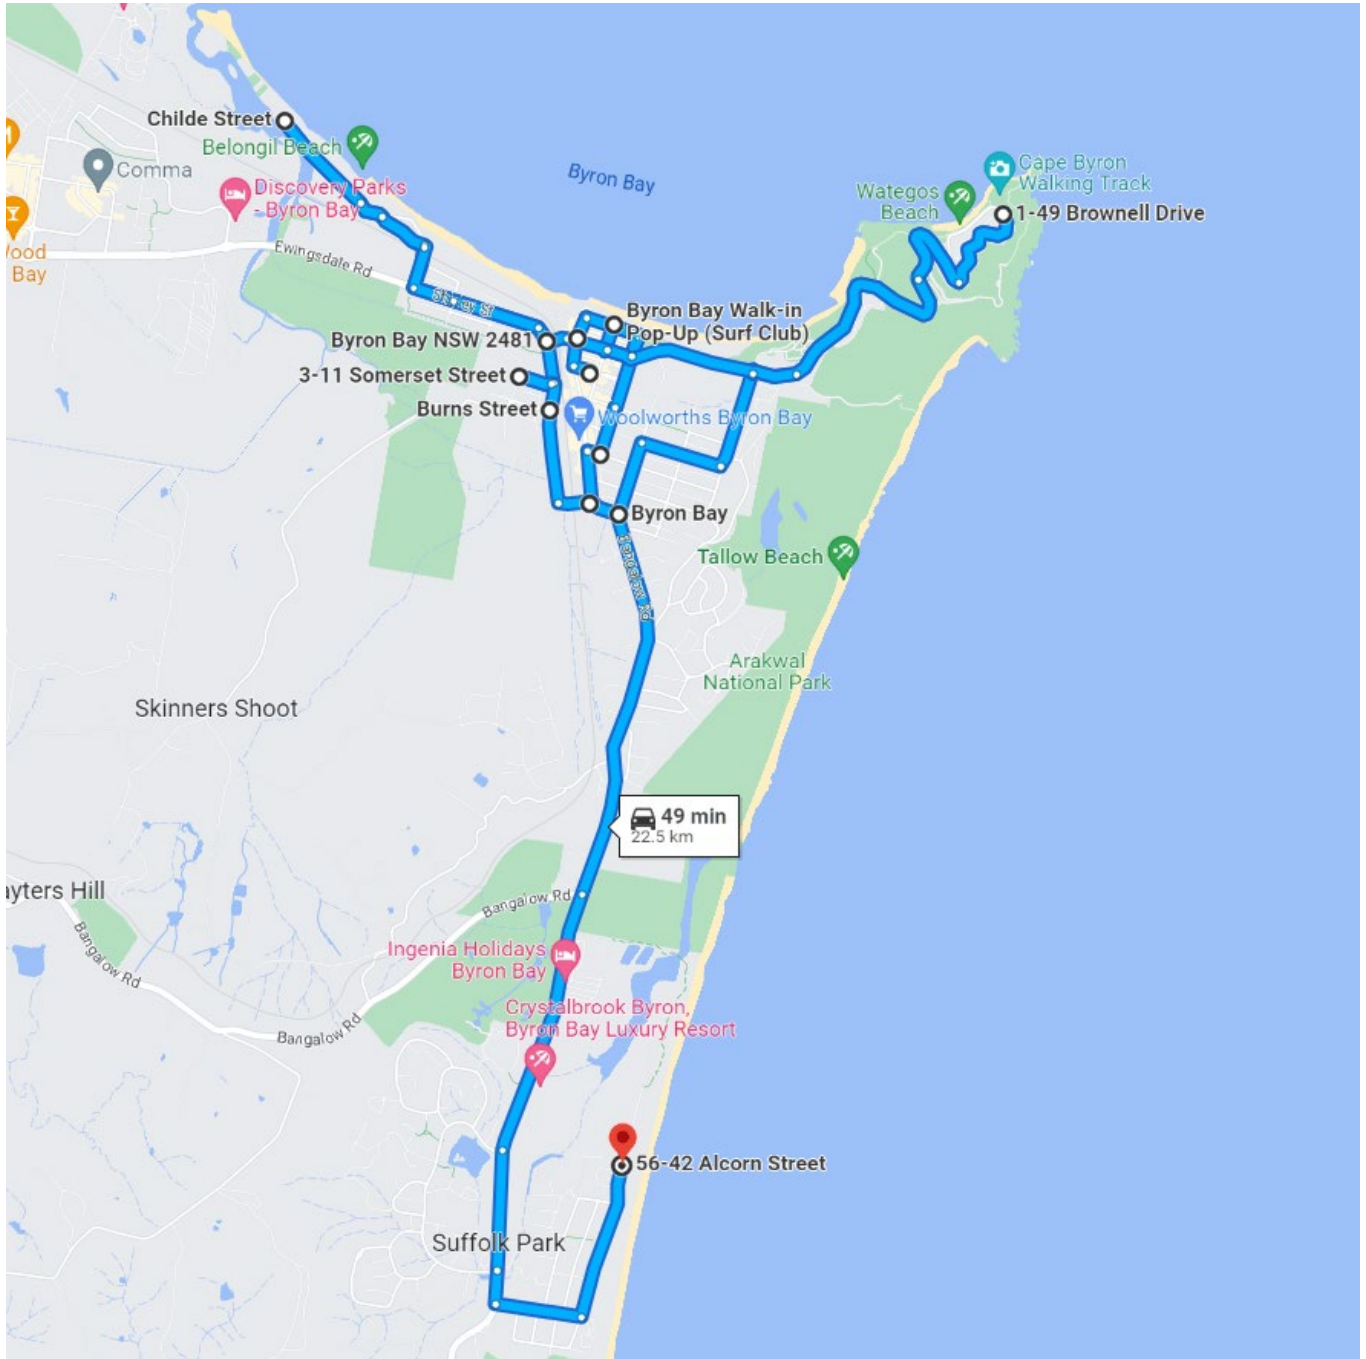 Childe Street
Belongil Beach
Comma
Discovery Parks
- Byron Bay
Byron Bay
Cape Byron
Walking Track
Wategos
Beach
1-49 Brownell Drive
Bay
Ewingsdale Rd
Byron Bay Walk-in
Pop-Up (Surf Club)
Byron Bay NSW 2481
3-11 Somerset Street
Burns Street
Woolworths Byron Bay
Byron Bay
Tallow Beach
Arakwal
National Park
Skinners Shoot
49 min
22.5 km
Hill
Bangalow Rd
Bangalow Rd
Ingenia Holidays
Byron Bay
Crystalbrook Byron,
Byron Bay Luxury Resort
Bangalow Rd
56-42 Alcorn Street
Suffolk Park